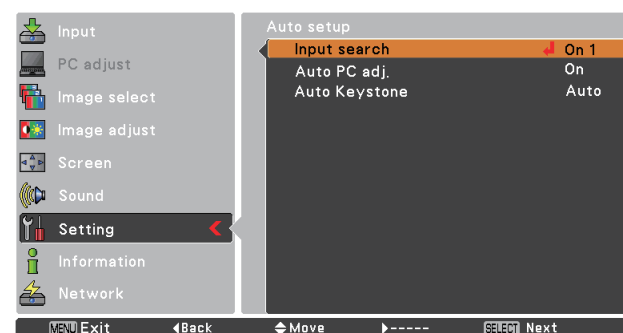 Input
PC adjust
Image select
Image adjust
Screen
Sound
Setting
Information
Network
Auto setup
Input search On 1
Auto PC adj. On
Auto Keystone Auto
MENU Exit Back Move ----- SELECT Next